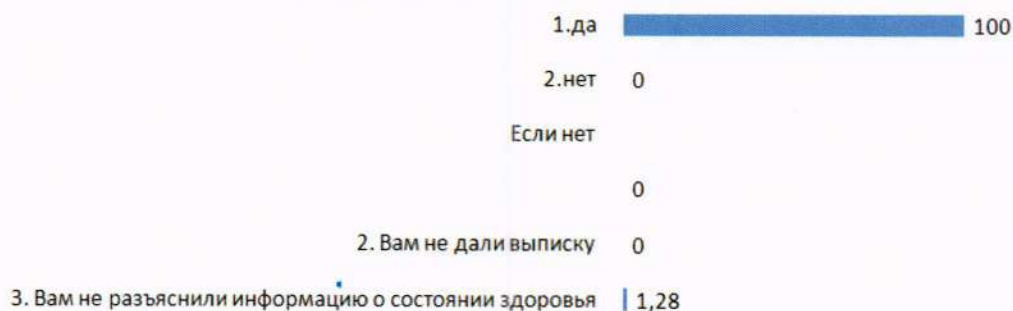 1.да 100
2.нет 0
Если нет
0
2. Вам не дали выписку 0
3. Вам не разъяснили информацию о состоянии здоровья 1,28